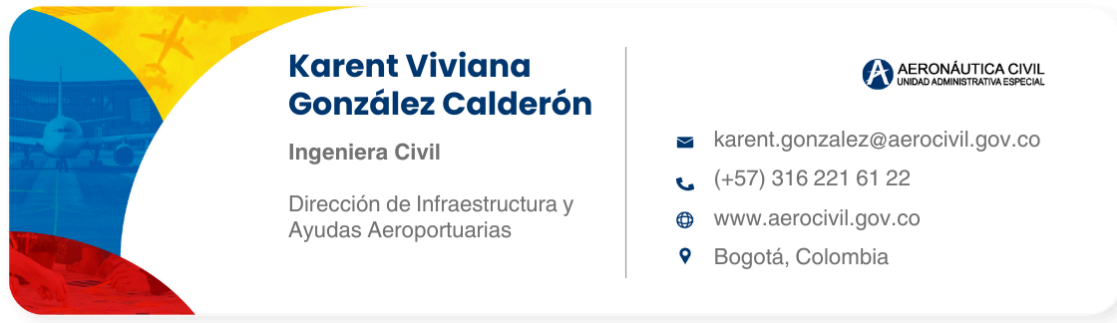 Karent Viviana
González Calderón
Ingeniera Civil
Dirección de Infraestructura y
Ayudas Aeroportuarias
AERONÁUTICA CIVIL
UNIDAD ADMINISTRATIVA ESPECIAL
karent.gonzalez@aerocivil.gov.co
(+57) 316 221 61 22
www.aerocivil.gov.co
Bogotá, Colombia